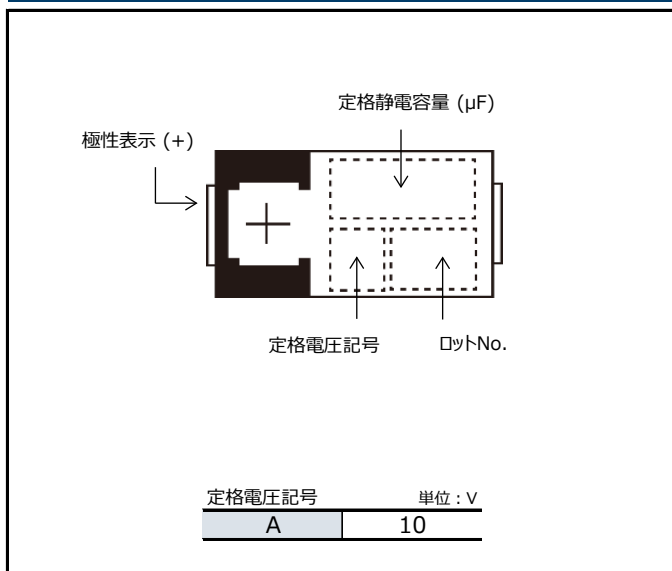 定格静電容量 (μF)
極性表示 (+)
定格電圧記号
ロットNo.
定格電圧記号 単位 : V
A 10